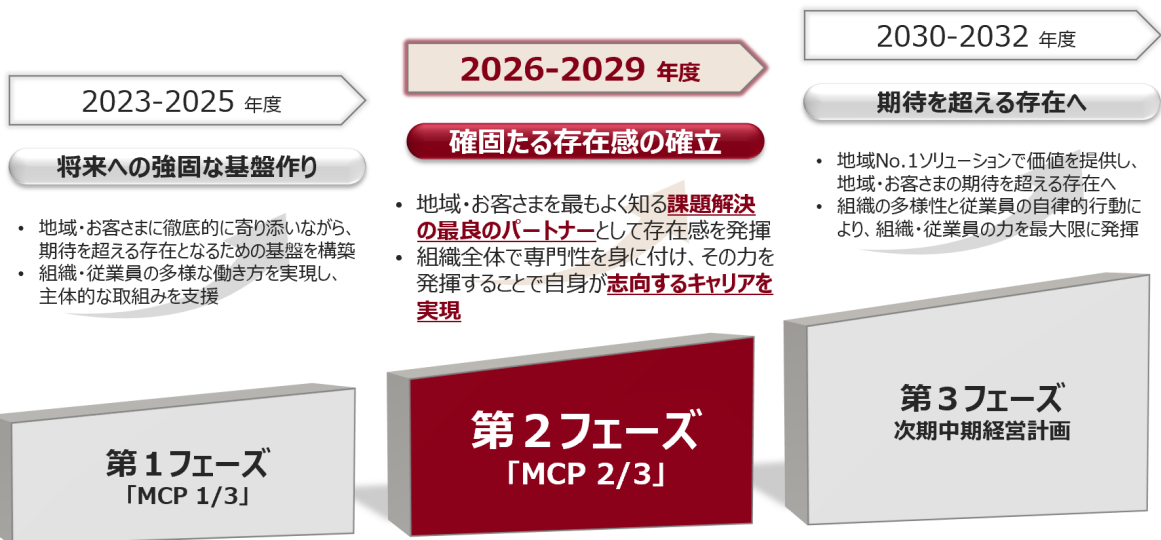 2023-2025 年度
将来への強固な基盤作り
• 地域・お客さまに徹底的に寄り添いながら、
期待を超える存在となるための基盤を構築
• 組織・従業員の多様な働き方を実現し、
主体的な取組みを支援
第1フェーズ
「MCP 1/3」
2026-2029 年度
確固たる存在感の確立
• 地域・お客さまを最もよく知る課題解決
の最良のパートナーとして存在感を発揮
• 組織全体で専門性を身に付け、その力を
発揮することで自身が志向するキャリアを
実現
第2フェーズ
「MCP 2/3」
2030-2032 年度
期待を超える存在へ
• 地域No.1ソリューションで価値を提供し、
地域・お客さまの期待を超える存在へ
• 組織の多様性と従業員の自律的行動に
より、組織・従業員の力を最大限に発揮
第3フェーズ
次期中期経営計画